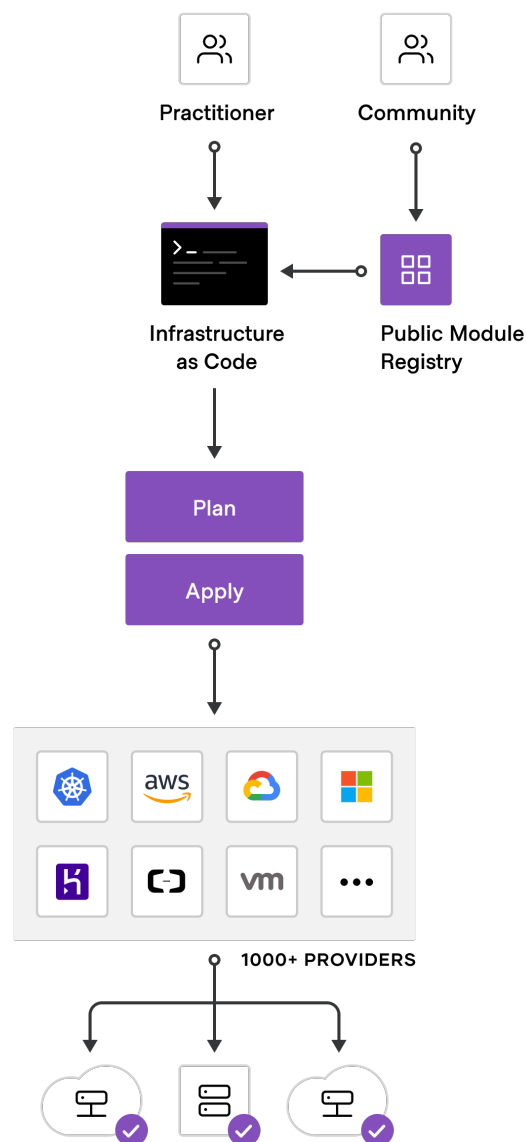 Practitioner
Community
Infrastructure
as Code
Public Module
Registry
Plan
Apply
aws
vm
1000+ PROVIDERS